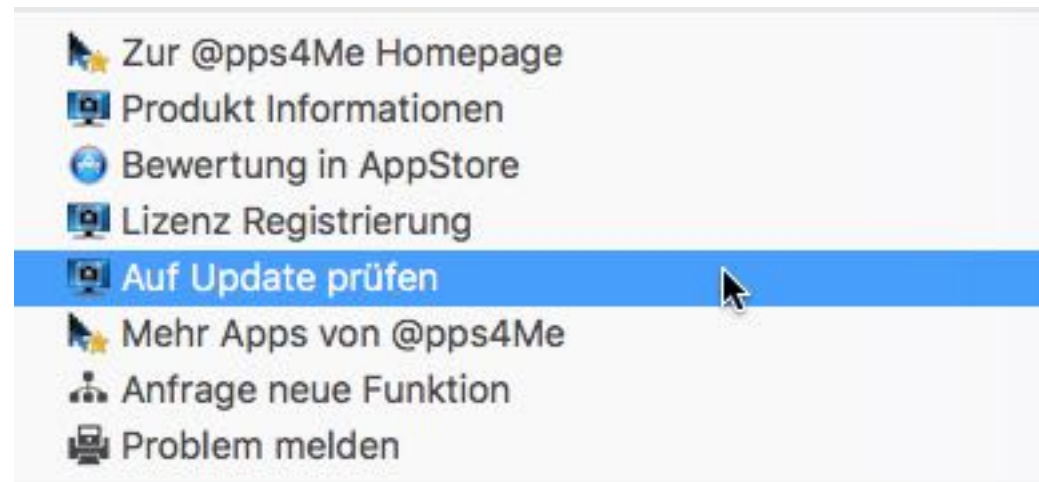 Zur @pps4Me Homepage
Produkt Informationen
Bewertung in AppStore
Lizenz Registrierung
Auf Update prüfen
Mehr Apps von @pps4Me
Anfrage neue Funktion
Problem melden